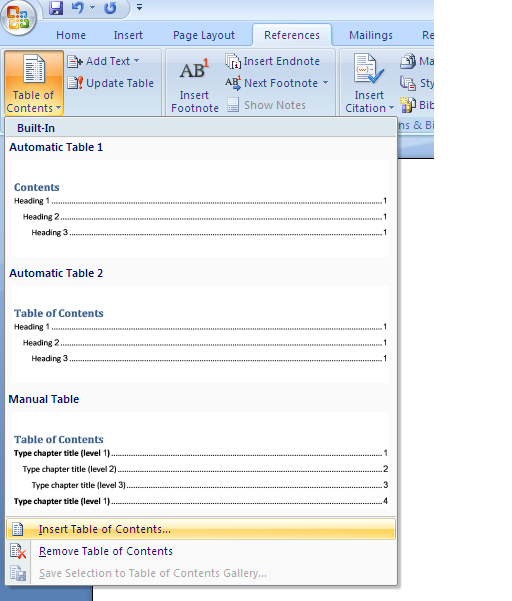 Home Insert Page Layout References Mailings Re
Table of Contents
Add Text
Update Table
AB1
Insert Footnote
Insert Endnote
AB1 Next Footnote
Show Notes
Insert Citation
Ma
Sty
Bib
ns & Bi
Built-In
Automatic Table 1
Contents
Heading 1 ........ 1
Heading 2 ........ 1
Heading 3 ........ 1
Automatic Table 2
Table of Contents
Heading 1 ........ 1
Heading 2 ........ 1
Heading 3 ........ 1
Manual Table
Table of Contents
Type chapter title (level 1) ........ 1
Type chapter title (level 2) ........ 2
Type chapter title (level 3) ........ 3
Type chapter title (level 1) ........ 4
Insert Table of Contents...
Remove Table of Contents
Save Selection to Table of Contents Gallery...